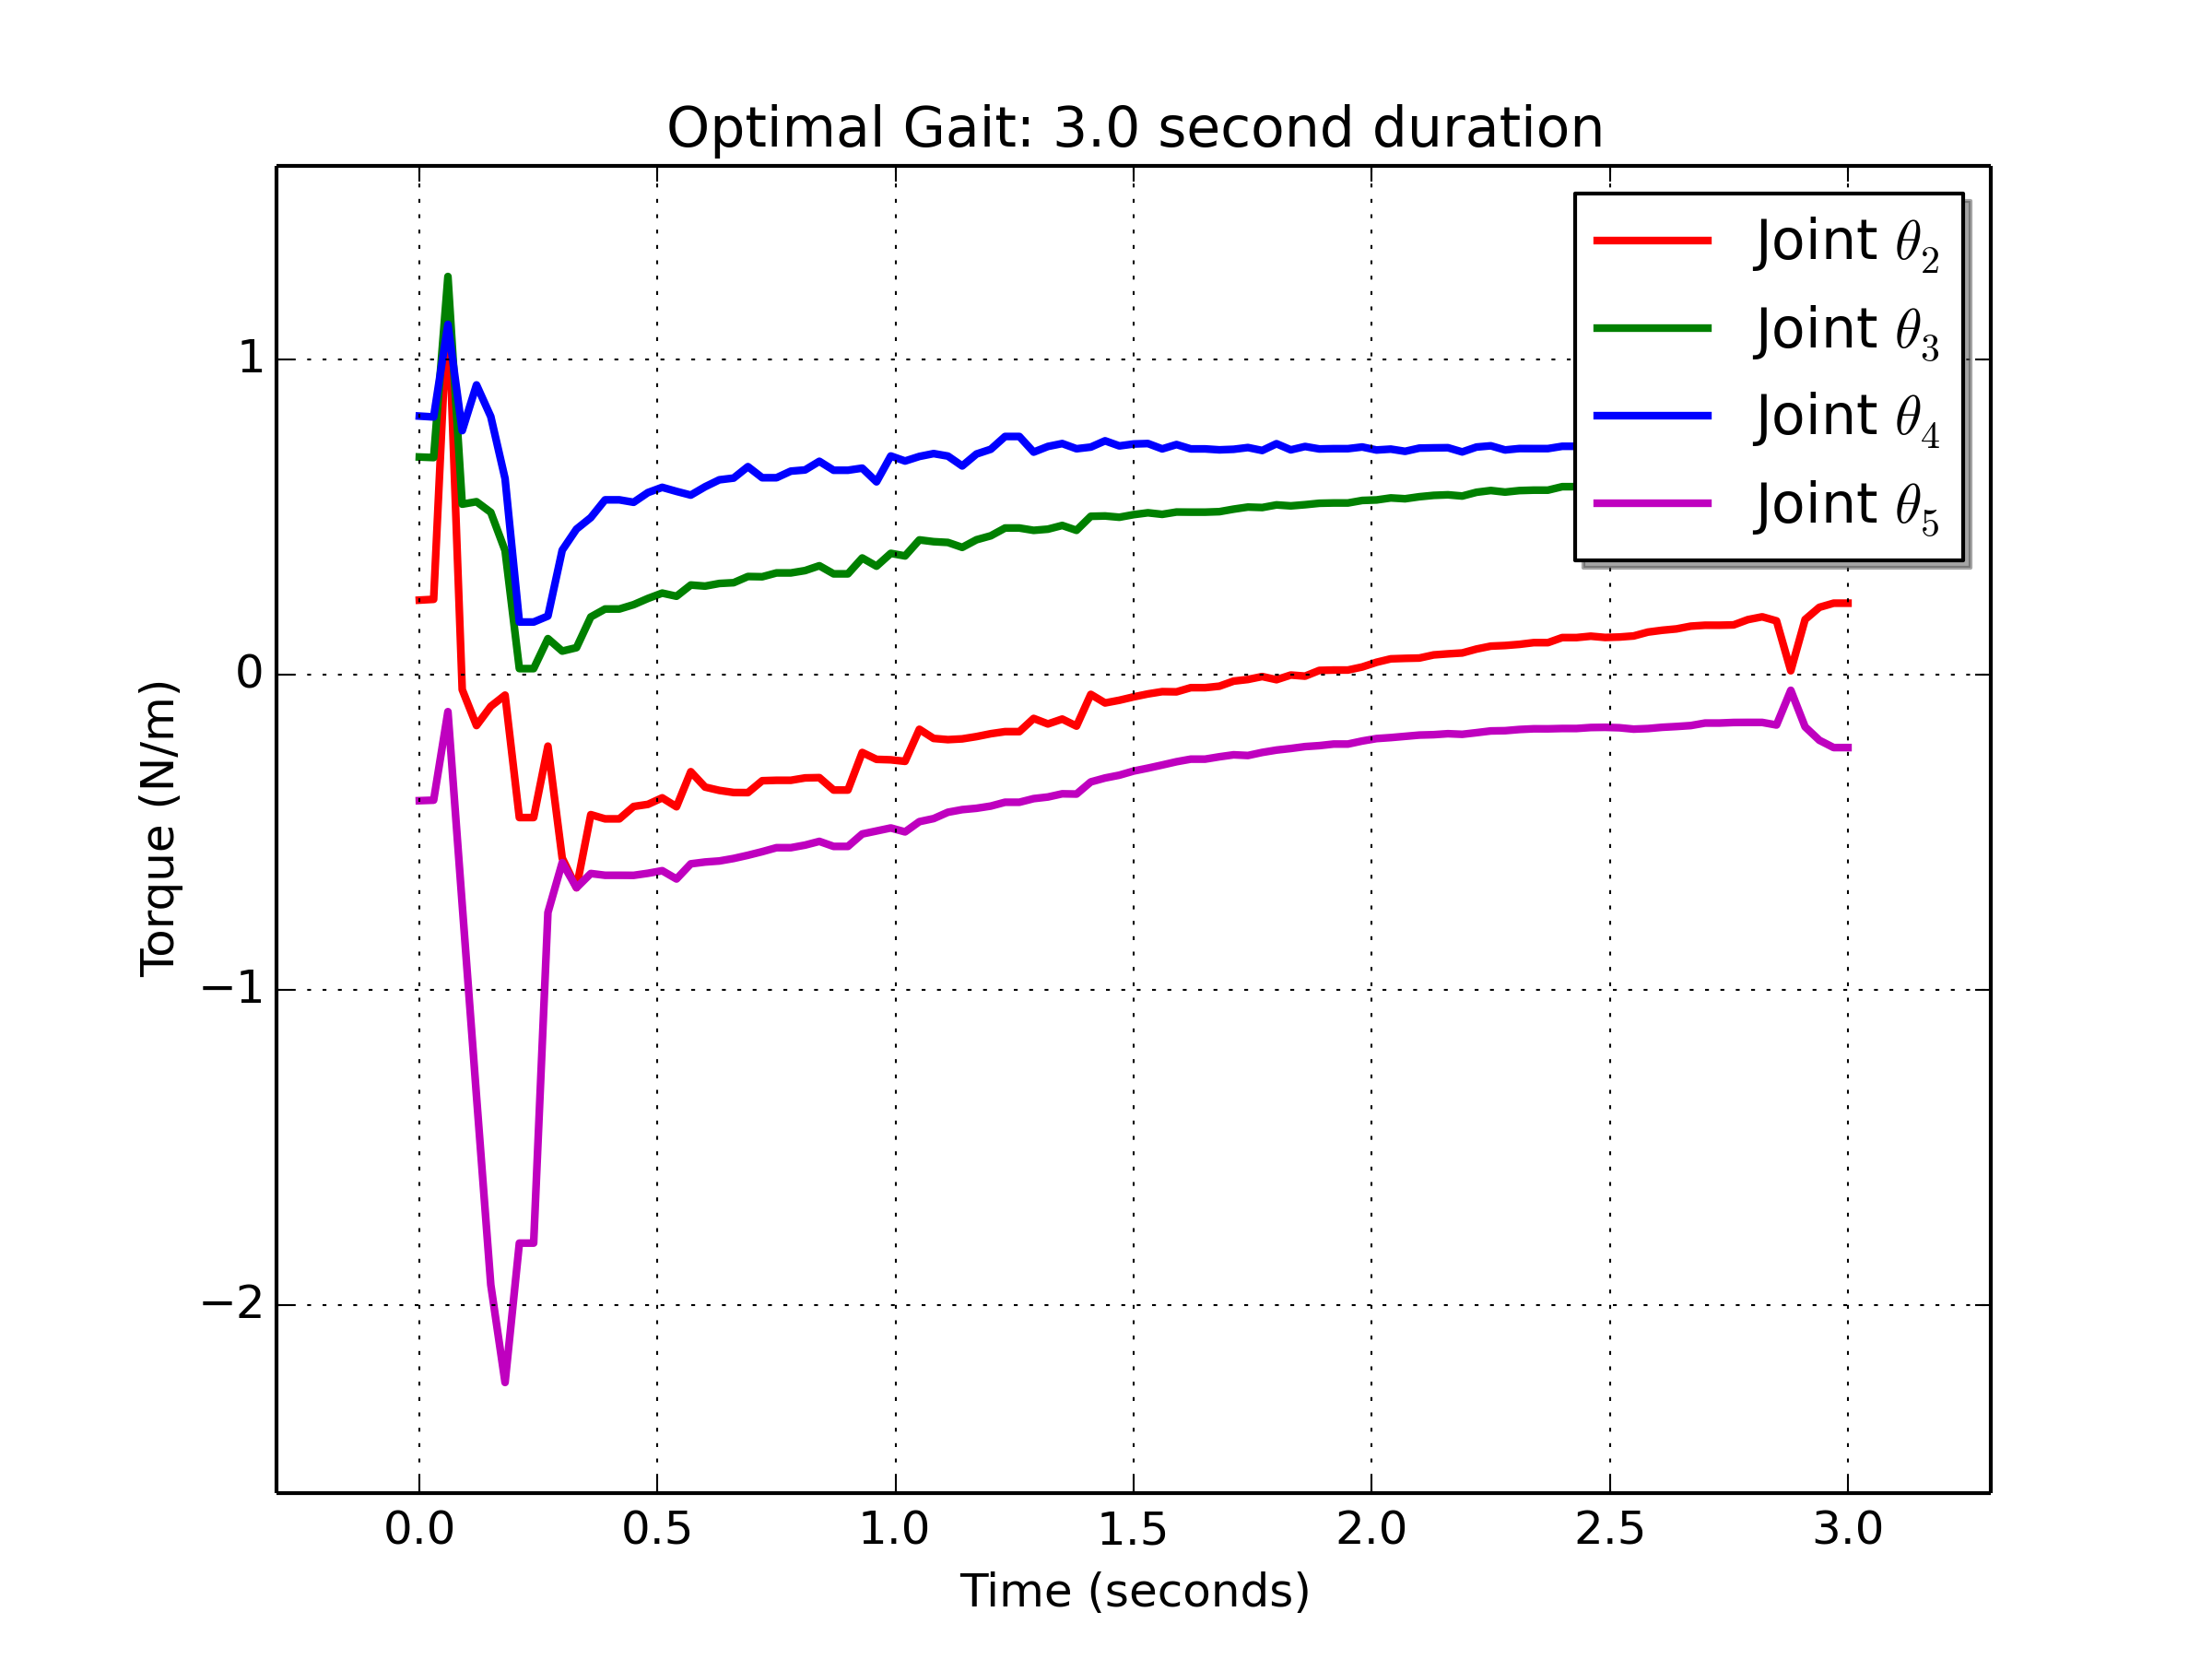 Optimal Gait: 3.0 second duration
Joint θ₂
Joint θ₃
Joint θ₄
Joint θ₅
1
0
−1
−2
Torque (N/m)
0.0 0.5 1.0 1.5 2.0 2.5 3.0
Time (seconds)